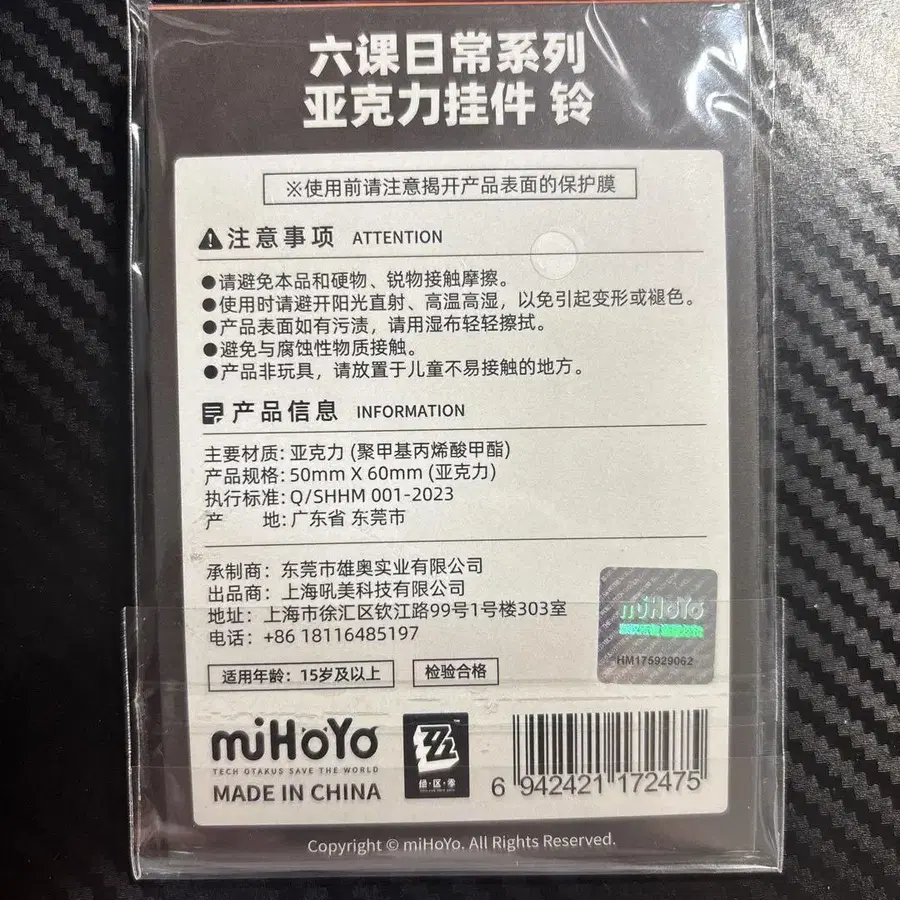 六课日常系列
亚克力挂件 铃
※使用前请注意揭开产品表面的保护膜
注意事项 ATTENTION
●请避免本品和硬物、锐物接触摩擦。
●使用时请避开阳光直射、高温高湿，以免引起变形或褪色。
●产品表面如有污渍，请用湿布轻轻擦拭。
●避免与腐蚀性物质接触。
●产品非玩具，请放置于儿童不易接触的地方。
产品信息 INFORMATION
主要材质: 亚克力 (聚甲基丙烯酸甲酯)
产品规格: 50mm X 60mm (亚克力)
执行标准: Q/SHHM 001-2023
产 地: 广东省 东莞市
承制商： 东莞市雄奥实业有限公司
出品商： 上海吼美科技有限公司
地址： 上海市徐汇区钦江路99号1号楼303室
电话： +86 18116485197
miHoYo
HM175929062
适用年龄：15岁及以上
检验合格
miHoYo
TECH OTAKUS SAVE THE WORLD
MADE IN CHINA
绝·区·零
6 942421 172475
Copyright © miHoYo. All Rights Reserved.